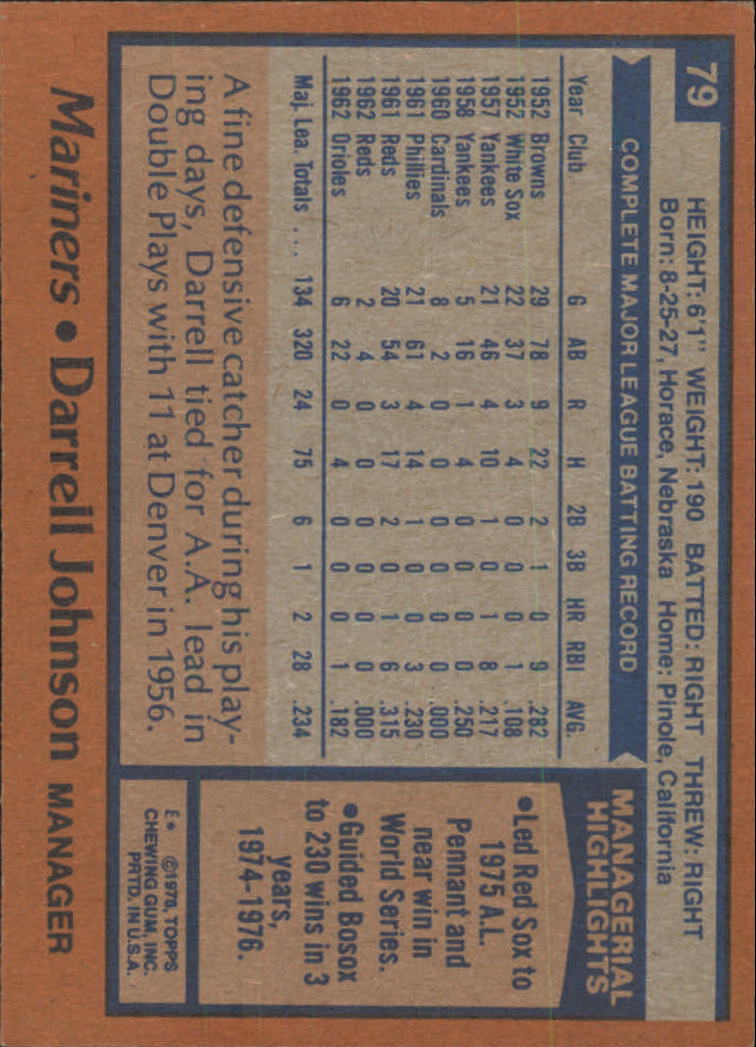 79
HEIGHT: 6'1" WEIGHT: 190 BATTED: RIGHT THREW: RIGHT
Born: 8-25-27, Horace, Nebraska Home: Pinole, California
COMPLETE MAJOR LEAGUE BATTING RECORD
Year Club G AB R H 2B 3B HR RBI AVG.
1952 Browns 29 78 9 22 2 1 0 9 .282
1952 White Sox 22 37 3 4 0 0 0 1 .108
1957 Yankees 21 46 4 10 1 0 1 8 .217
1958 Yankees 5 16 1 4 0 0 0 0 .250
1960 Cardinals 8 2 0 0 0 0 0 0 .000
1961 Phillies 21 61 4 14 1 0 0 3 .230
1961 Reds 20 54 3 17 2 0 1 6 .315
1962 Reds 2 4 0 0 0 0 0 0 .000
1962 Orioles 6 22 0 4 0 0 0 1 .182
Maj. Lea. Totals ... 134 320 24 75 6 1 2 28 .234
A fine defensive catcher during his play-
ing days, Darrell tied for A.A. lead in
Double Plays with 11 at Denver in 1956.
MANAGERIAL
HIGHLIGHTS
•Led Red Sox to
1975 A.L.
Pennant and
near win in
World Series.
•Guided Bosox
to 230 wins in 3
years,
1974-1976.
E* ©1978, TOPPS
CHEWING GUM, INC.
PRTD. IN U.S.A.
Mariners • Darrell Johnson MANAGER